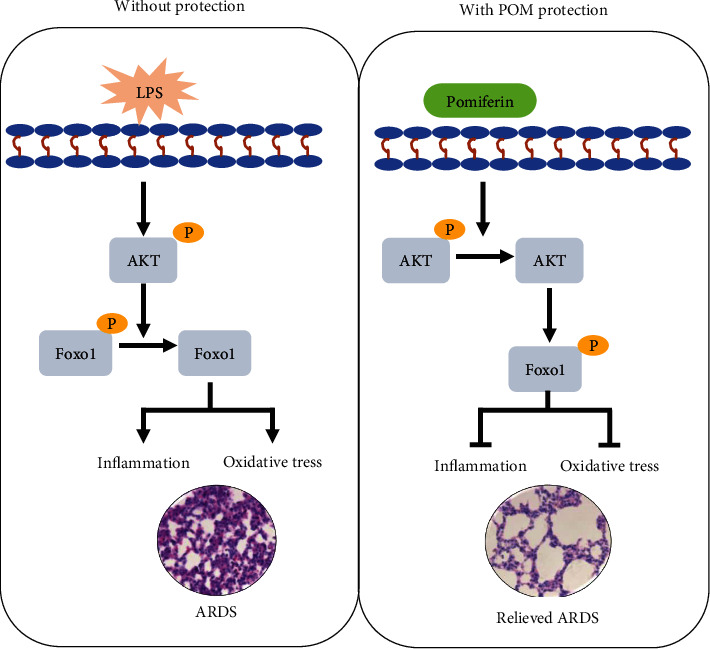 Without protection
LPS
P
AKT
P
Foxo1
Foxo1
Inflammation
Oxidative tress
ARDS
With POM protection
Pomiferin
P
AKT
AKT
P
Foxo1
Inflammation
Oxidative tress
Relieved ARDS